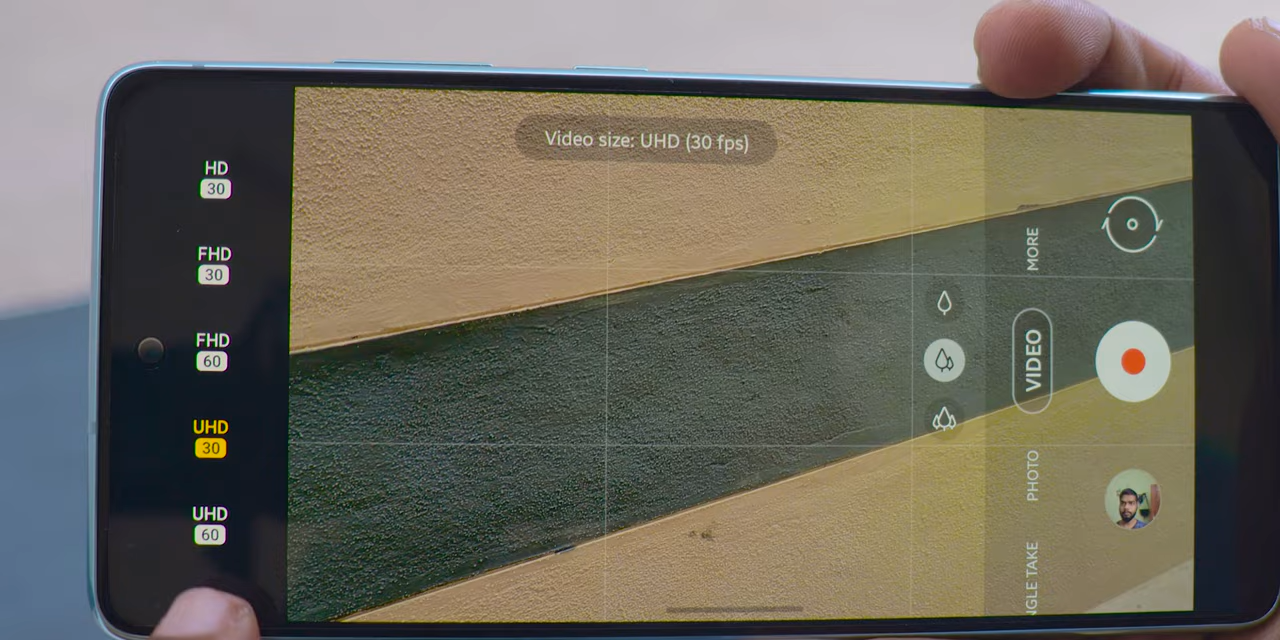 HD
30
FHD
30
FHD
60
UHD
30
UHD
60
Video size: UHD (30 fps)
MORE
VIDEO
PHOTO
NGLE TAKE